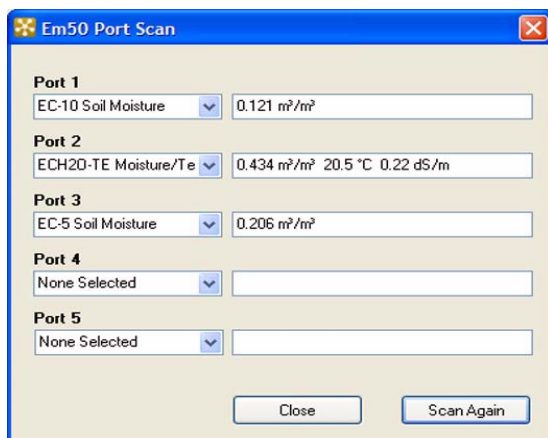 Em50 Port Scan
Port 1
EC-10 Soil Moisture 0.121 m³/m³
Port 2
ECH2O-TE Moisture/Te 0.434 m³/m³ 20.5 °C 0.22 dS/m
Port 3
EC-5 Soil Moisture 0.206 m³/m³
Port 4
None Selected
Port 5
None Selected
Close Scan Again